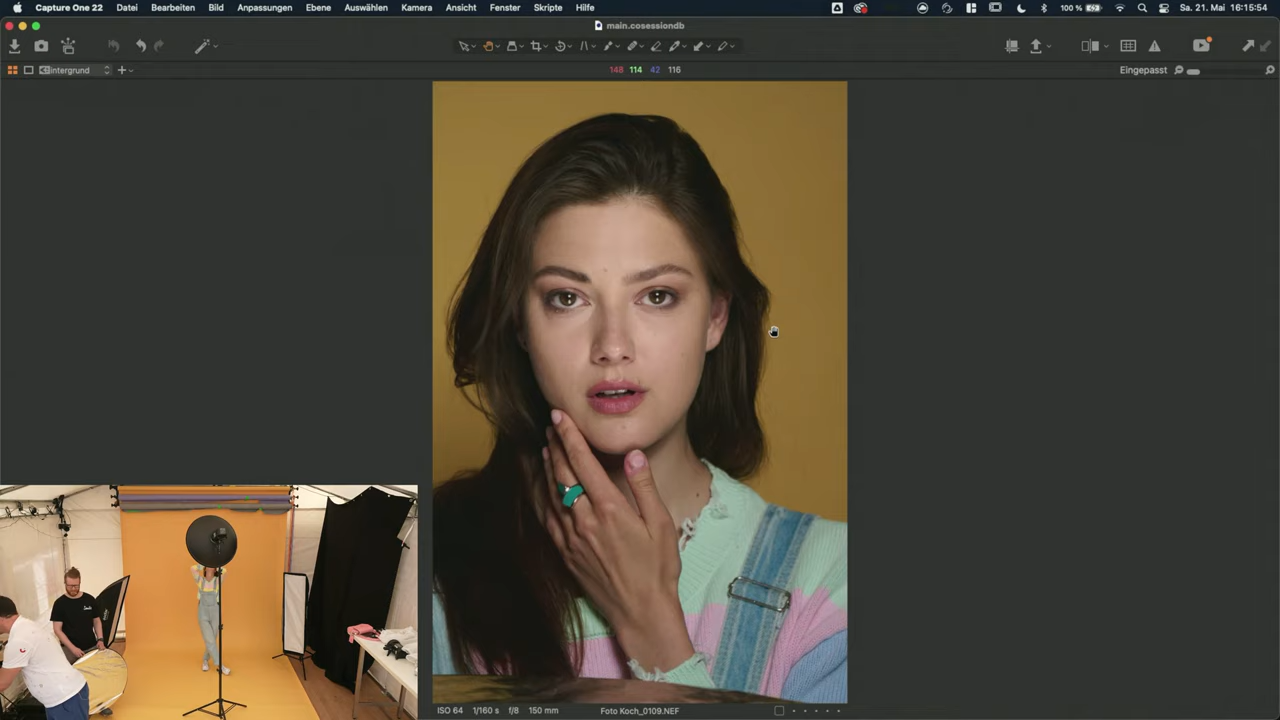 Capture One 22 Datei Bearbeiten Bild Anpassungen Ebene Auswählen Kamera Ansicht Fenster Skripte Hilfe 100 % Sa. 21. Mai 16:15:54
main.cosessiondb
intergrund 148 114 42 116 Eingepasst
ISO 64 1/160 s f/8 150 mm Foto Koch_0109.NEF